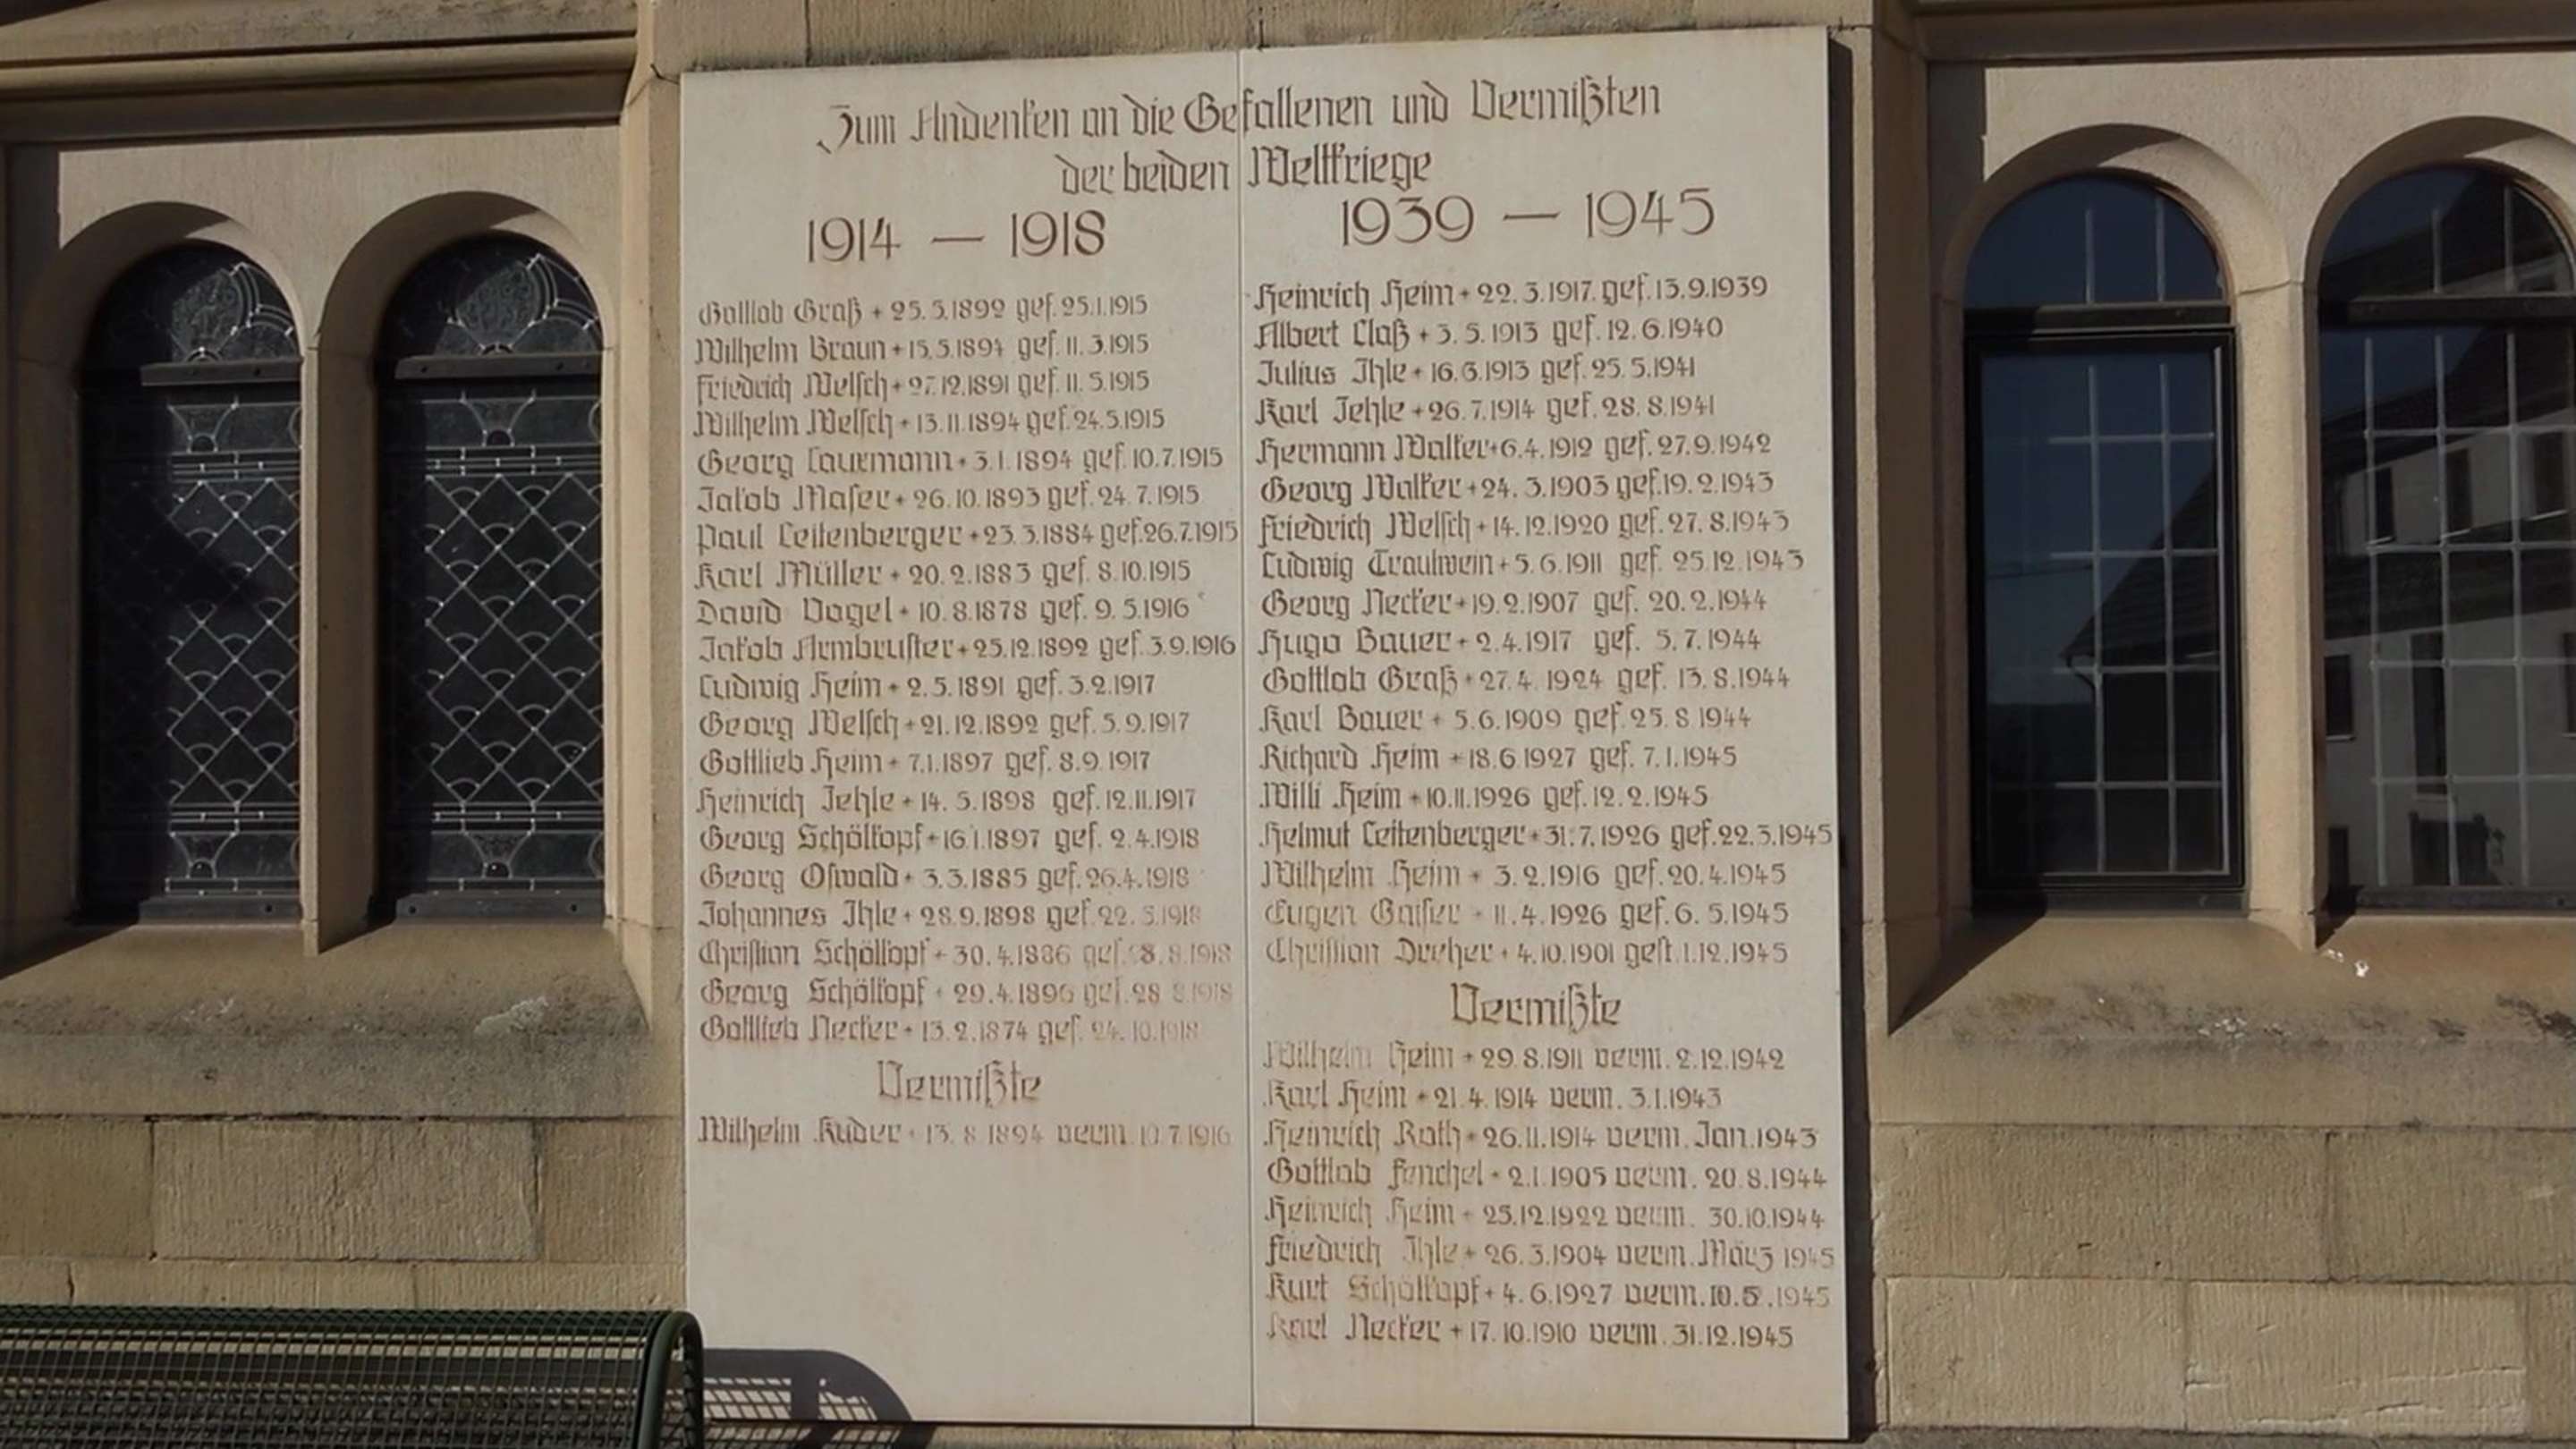 Zum Andenken an die Gefallenen und Vermißten
der beiden Weltkriege
1914 — 1918
Gottlob Graß + 25.5.1892 gef. 25.1.1915
Wilhelm Braun + 15.5.1894 gef. 11.3.1915
Friedrich Welsch + 27.12.1891 gef. 11.5.1915
Wilhelm Welsch + 13.11.1894 gef. 24.5.1915
Georg Laurmann + 3.1.1894 gef. 10.7.1915
Jakob Maser + 26.10.1893 gef. 24.7.1915
Paul Leitenberger + 23.3.1884 gef. 26.7.1915
Karl Müller + 20.2.1883 gef. 8.10.1915
David Vogel + 10.8.1878 gef. 9.5.1916
Jakob Armbruster + 25.12.1892 gef. 3.9.1916
Ludwig Heim + 2.5.1891 gef. 3.2.1917
Georg Welsch + 21.12.1892 gef. 5.9.1917
Gottlieb Heim + 7.1.1897 gef. 8.9.1917
Heinrich Jehle + 14.5.1898 gef. 12.11.1917
Georg Schölkopf + 16.1.1897 gef. 2.4.1918
Georg Oswald + 3.3.1885 gef. 26.4.1918
Johannes Ihle + 28.9.1898 gef. 22.5.1918
Christian Schölkopf + 30.4.1886 gef.
Georg Schölkopf + 29.4.1896 gef. 28.8.1918
Gottlieb Necker + 13.2.1874 gef. 24.10.1918
Vermißte
Wilhelm Kuder + 13.8.1894 verm. 10.7.1916
1939 — 1945
Heinrich Heim + 22.3.1917 gef. 13.9.1939
Albert Claß + 3.5.1913 gef. 12.6.1940
Julius Ihle + 16.6.1913 gef. 25.5.1941
Karl Jehle + 26.7.1914 gef. 28.8.1941
Hermann Walker + 6.4.1912 gef. 27.9.1942
Georg Walker + 24.3.1903 gef. 19.2.1943
Friedrich Welsch + 14.12.1920 gef. 27.8.1943
Ludwig Trautwein + 5.6.1911 gef. 25.12.1943
Georg Necker + 19.2.1907 gef. 20.2.1944
Hugo Bauer + 2.4.1917 gef. 5.7.1944
Gottlob Graß + 27.4.1924 gef. 13.8.1944
Karl Bauer + 5.6.1909 gef. 25.8.1944
Richard Heim + 18.6.1927 gef. 7.1.1945
Willi Heim + 10.11.1926 gef. 12.2.1945
Helmut Leitenberger + 31.7.1926 gef. 22.3.1945
Wilhelm Heim + 3.2.1916 gef. 20.4.1945
Eugen Gaiser + 11.4.1926 gef. 6.5.1945
Christian Dreher + 4.10.1901 gest. 1.12.1945
Vermißte
Wilhelm Heim + 29.8.1911 verm. 2.12.1942
Karl Heim + 21.4.1914 verm. 3.1.1943
Heinrich Roth + 26.11.1914 verm. Jan. 1943
Gottlob Fenchel + 2.1.1905 verm. 20.8.1944
Heinrich Heim + 25.12.1922 verm. 30.10.1944
Friedrich Ihle + 26.3.1904 verm. März 1945
Kurt Schölkopf + 4.6.1927 verm. 10.5.1945
Karl Necker + 17.10.1910 verm. 31.12.1945